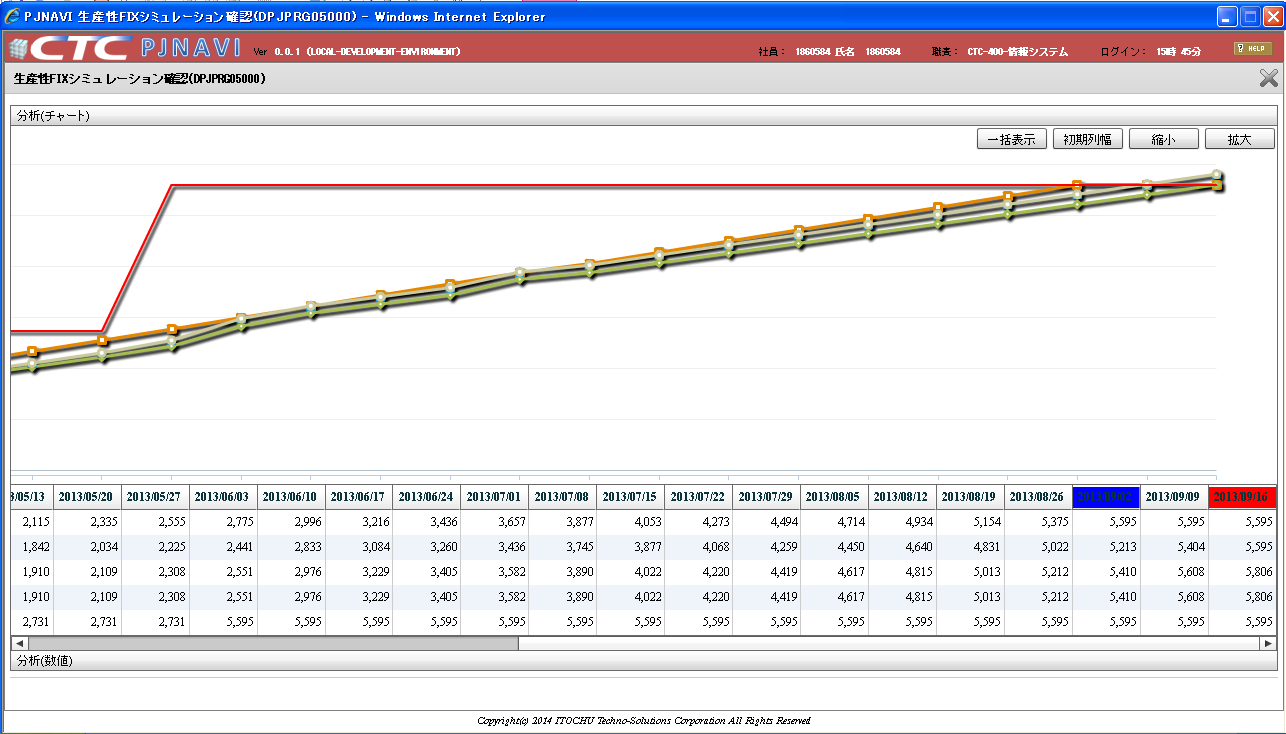 PJNAVI 生産性FIXシミュレーション確認(DPJPRG05000) - Windows Internet Explorer
CTC PJNAVI Ver 0.0.1 (LOCAL-DEVELOPMENT-ENVIRONMENT) 社員: 1860584 氏名 1860584 職責: CTC-400-情報システム ログイン: 15時 45分 ? HELP
生産性FIXシミュレーション確認(DPJPRG05000)
分析(チャート)
一括表示 初期列幅 縮小 拡大
3/05/13 2013/05/20 2013/05/27 2013/06/03 2013/06/10 2013/06/17 2013/06/24 2013/07/01 2013/07/08 2013/07/15 2013/07/22 2013/07/29 2013/08/05 2013/08/12 2013/08/19 2013/08/26 2013/09/02 2013/09/09 2013/09/16
2,115 2,335 2,555 2,775 2,996 3,216 3,436 3,657 3,877 4,053 4,273 4,494 4,714 4,934 5,154 5,375 5,595 5,595 5,595
1,842 2,034 2,225 2,441 2,833 3,084 3,260 3,436 3,745 3,877 4,068 4,259 4,450 4,640 4,831 5,022 5,213 5,404 5,595
1,910 2,109 2,308 2,551 2,976 3,229 3,405 3,582 3,890 4,022 4,220 4,419 4,617 4,815 5,013 5,212 5,410 5,608 5,806
1,910 2,109 2,308 2,551 2,976 3,229 3,405 3,582 3,890 4,022 4,220 4,419 4,617 4,815 5,013 5,212 5,410 5,608 5,806
2,731 2,731 2,731 5,595 5,595 5,595 5,595 5,595 5,595 5,595 5,595 5,595 5,595 5,595 5,595 5,595 5,595 5,595 5,595
分析(数値)
Copyright(c) 2014 ITOCHU Techno-Solutions Corporation All Rights Reserved